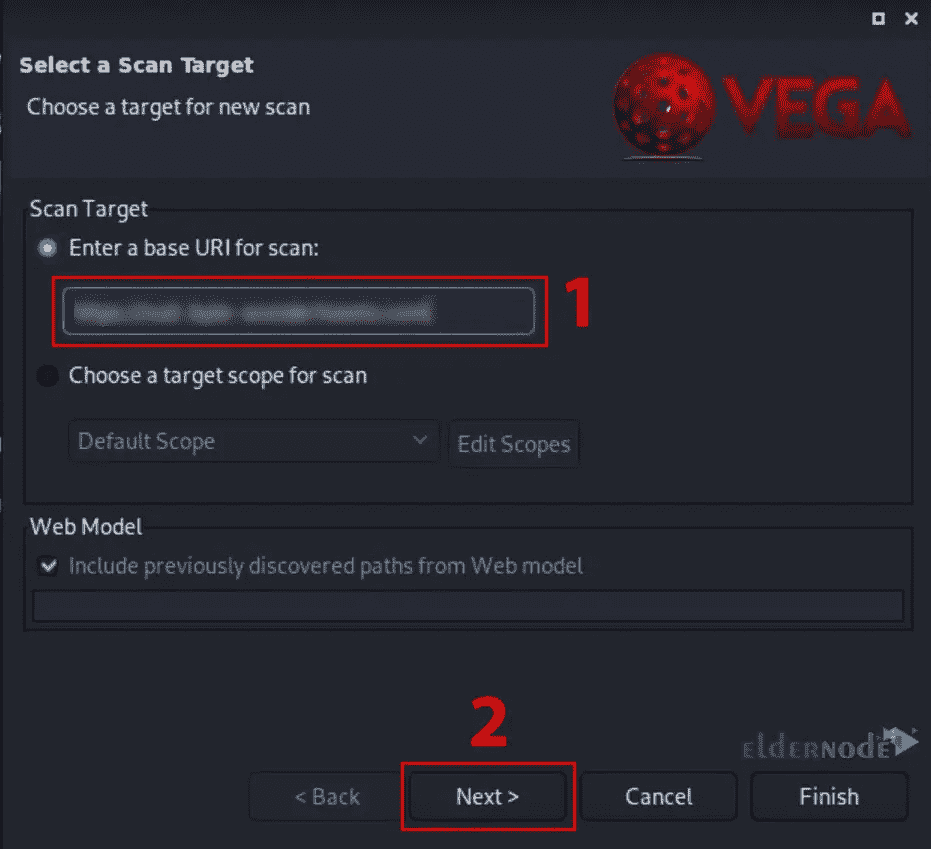 Select a Scan Target
Choose a target for new scan
VEGA
Scan Target
Enter a base URI for scan:
1
Choose a target scope for scan
Default Scope
Edit Scopes
Web Model
Include previously discovered paths from Web model
2
elderNode
< Back
Next >
Cancel
Finish